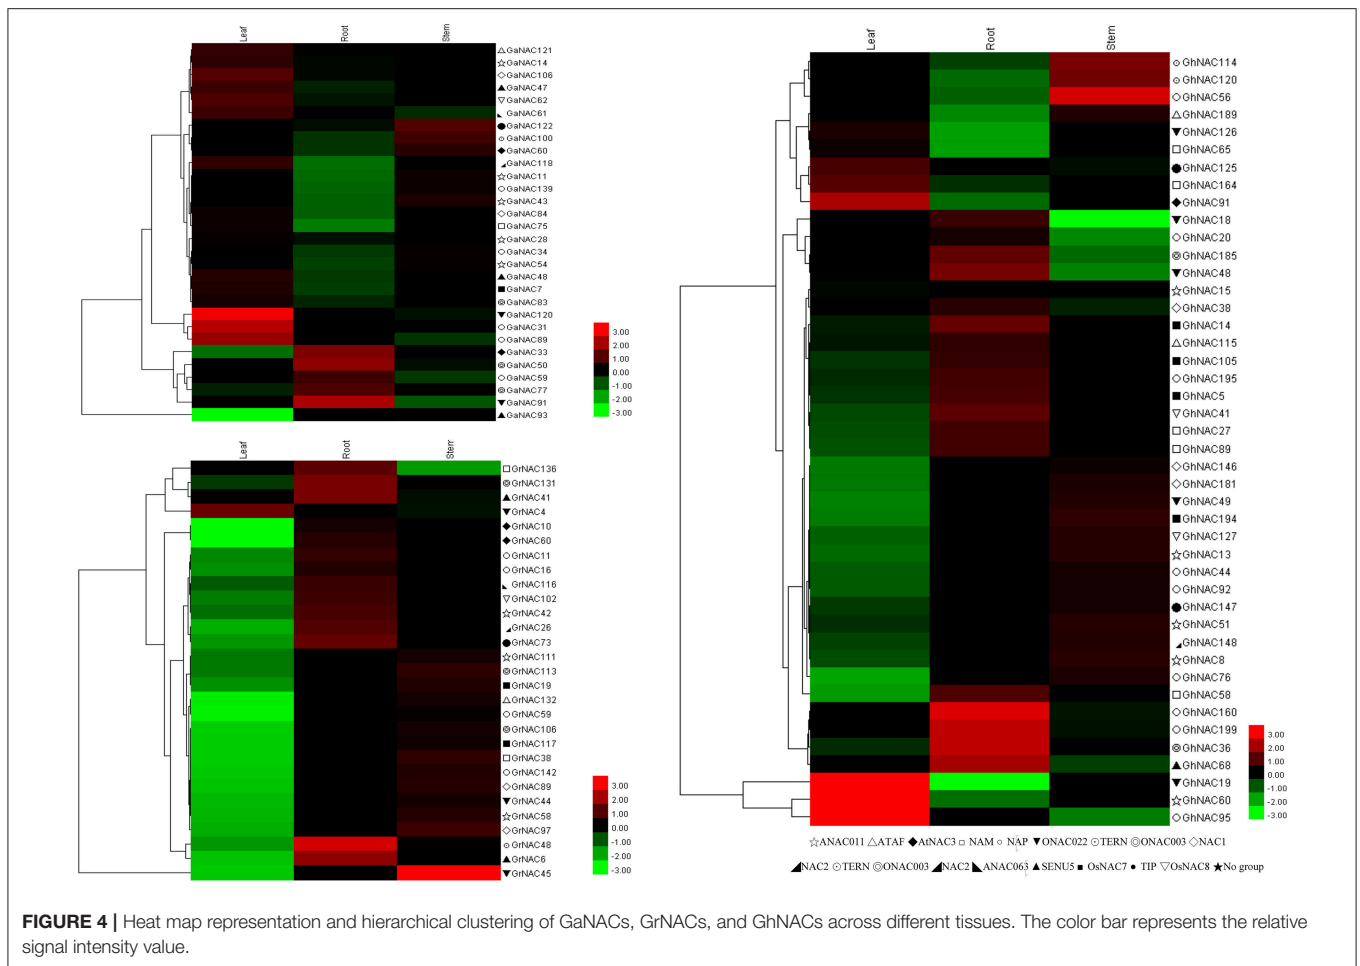 Leaf Root Stem
GaNAC121
GaNAC14
GaNAC106
GaNAC47
GaNAC62
GaNAC61
GaNAC122
GaNAC100
GaNAC60
GaNAC118
GaNAC11
GaNAC139
GaNAC43
GaNAC84
GaNAC75
GaNAC28
GaNAC34
GaNAC54
GaNAC48
GaNAC7
GaNAC83
GaNAC120
GaNAC31
GaNAC89
GaNAC33
GaNAC50
GaNAC59
GaNAC77
GaNAC91
GaNAC93
3.00
2.00
1.00
0.00
-1.00
-2.00
-3.00
Leaf Root Stem
GrNAC136
GrNAC131
GrNAC41
GrNAC4
GrNAC10
GrNAC60
GrNAC11
GrNAC16
GrNAC116
GrNAC102
GrNAC42
GrNAC26
GrNAC73
GrNAC111
GrNAC113
GrNAC19
GrNAC132
GrNAC59
GrNAC106
GrNAC117
GrNAC38
GrNAC142
GrNAC89
GrNAC44
GrNAC58
GrNAC97
GrNAC48
GrNAC6
GrNAC45
3.00
2.00
1.00
0.00
-1.00
-2.00
-3.00
Leaf Root Stem
GhNAC114
GhNAC120
GhNAC56
GhNAC189
GhNAC126
GhNAC65
GhNAC125
GhNAC164
GhNAC91
GhNAC18
GhNAC20
GhNAC185
GhNAC48
GhNAC15
GhNAC38
GhNAC14
GhNAC115
GhNAC105
GhNAC195
GhNAC5
GhNAC41
GhNAC27
GhNAC89
GhNAC146
GhNAC181
GhNAC49
GhNAC194
GhNAC127
GhNAC13
GhNAC44
GhNAC92
GhNAC147
GhNAC51
GhNAC148
GhNAC8
GhNAC76
GhNAC58
GhNAC160
GhNAC199
GhNAC36
GhNAC68
GhNAC19
GhNAC60
GhNAC95
3.00
2.00
1.00
0.00
-1.00
-2.00
-3.00
☆ANAC011 △ATAF ◆AtNAC3 □ NAM ○ NAP ▼ONAC022 ⊙TERN ◎ONAC003 ◇NAC1
◢NAC2 ⊙TERN ◎ONAC003 ◢NAC2 ◣ANAC063 ▲SENU5 ■ OsNAC7 ● TIP ▽OsNAC8 ★No group
FIGURE 4 | Heat map representation and hierarchical clustering of GaNACs, GrNACs, and GhNACs across different tissues. The color bar represents the relative
signal intensity value.